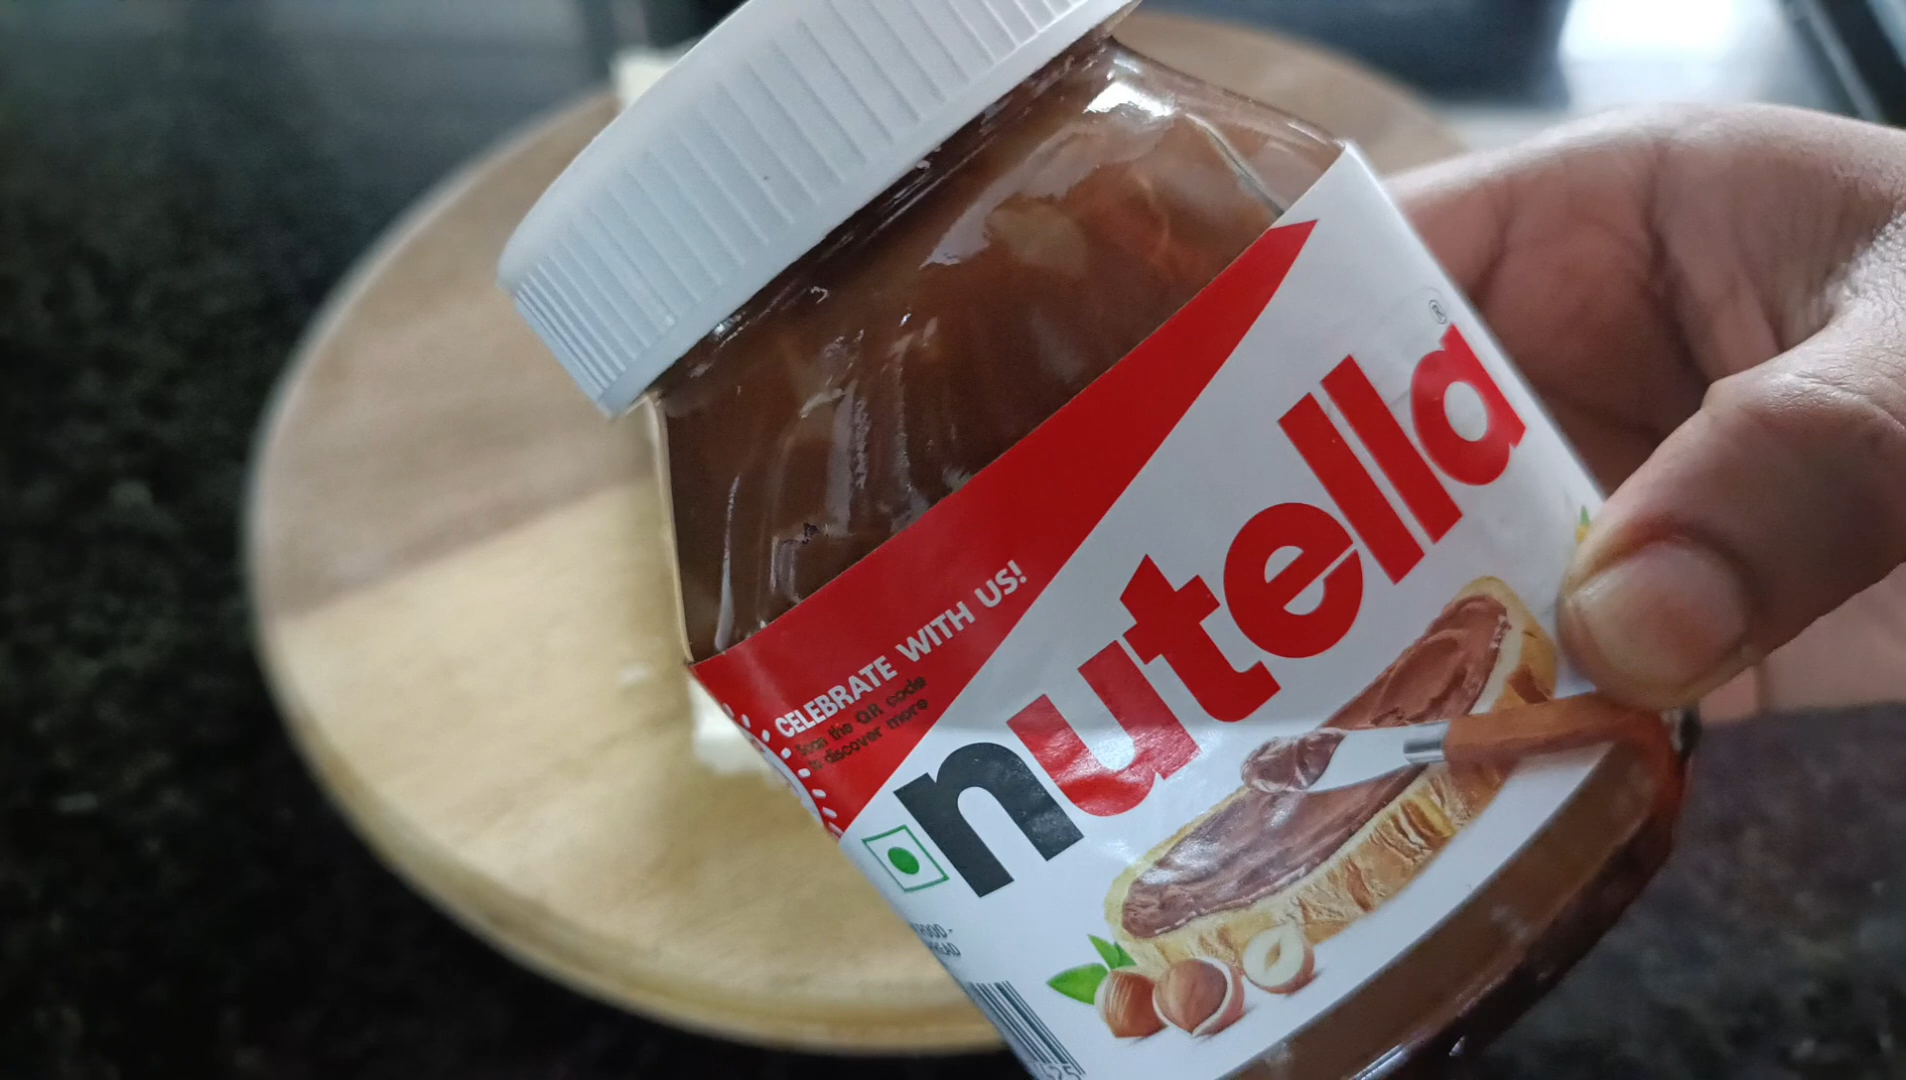 CELEBRATE WITH US!
Scan the QR code
to discover more
nutella
®